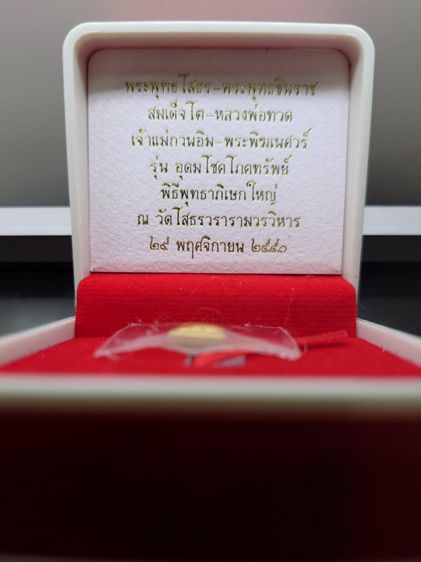 พระพุทธโสธร-พระพุทธชินราช
สมเด็จโต-หลวงพ่อทวด
เจ้าแม่กวนอิม-พระพิฆเนศวร์
รุ่น อุดมโชคโภคทรัพย์
พิธีพุทธาภิเษกใหญ่
ณ วัดโสธรวรารามวรวิหาร
๒๙ พฤศจิกายน ๒๕๕๐